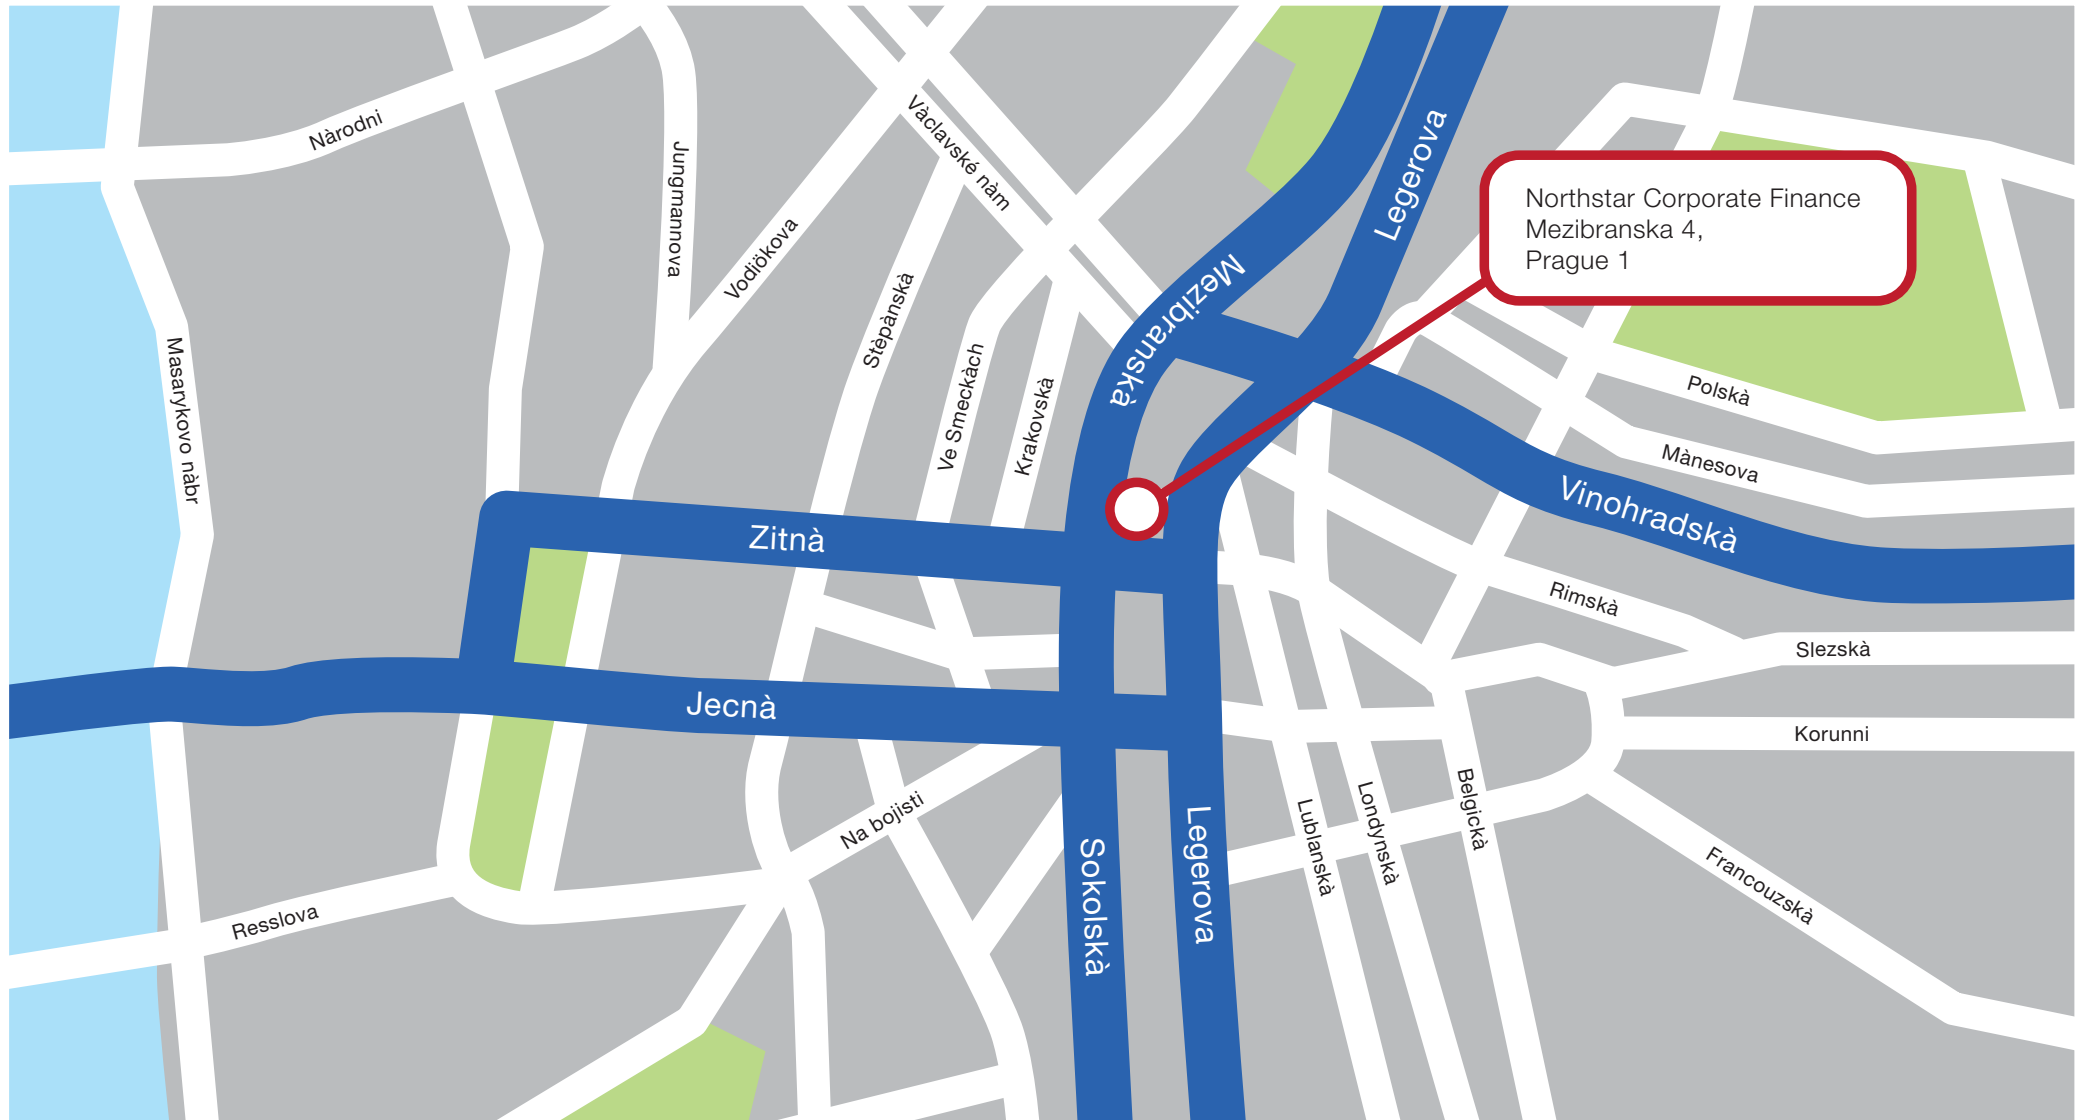 Nàrodni
Jungmannova
Vodiökova
Vàclavské nàm
Legerova
Northstar Corporate Finance
Mezibranska 4,
Prague 1
Mezibranskà
Stèpànskà
Ve Smeckàch
Krakovskà
Masarykovo nàbr
Polskà
Mànesova
Vinohradskà
Zitnà
Rimskà
Slezskà
Jecnà
Korunni
Na bojisti
Sokolskà
Legerova
Lublanskà
Londynskà
Belgickà
Francouzskà
Resslova